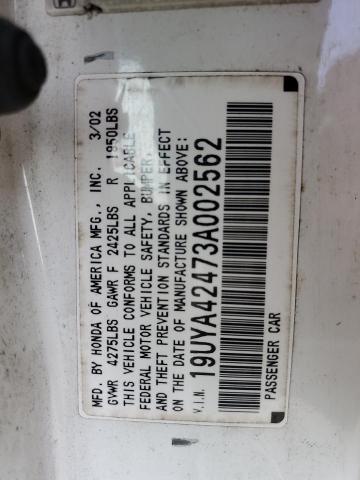 MFD. BY HONDA OF AMERICA MFG., INC. 3/02
GVWR 4275LBS GAWR F 2425LBS R 1950LBS
THIS VEHICLE CONFORMS TO ALL APPLICABLE
FEDERAL MOTOR VEHICLE SAFETY, BUMPER,
AND THEFT PREVENTION STANDARDS IN EFFECT
ON THE DATE OF MANUFACTURE SHOWN ABOVE:
V.I.N. 19UYA42473A002562
PASSENGER CAR